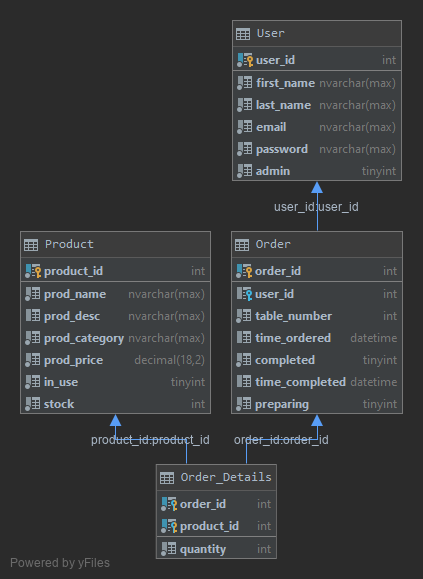 User
user_id int
first_name nvarchar(max)
last_name nvarchar(max)
email nvarchar(max)
password nvarchar(max)
admin tinyint
user_id:user_id
Product
product_id int
prod_name nvarchar(max)
prod_desc nvarchar(max)
prod_category nvarchar(max)
prod_price decimal(18,2)
in_use tinyint
stock int
Order
order_id int
user_id int
table_number int
time_ordered datetime
completed tinyint
time_completed datetime
preparing tinyint
product_id:product_id
order_id:order_id
Order_Details
order_id int
product_id int
quantity int
Powered by yFiles